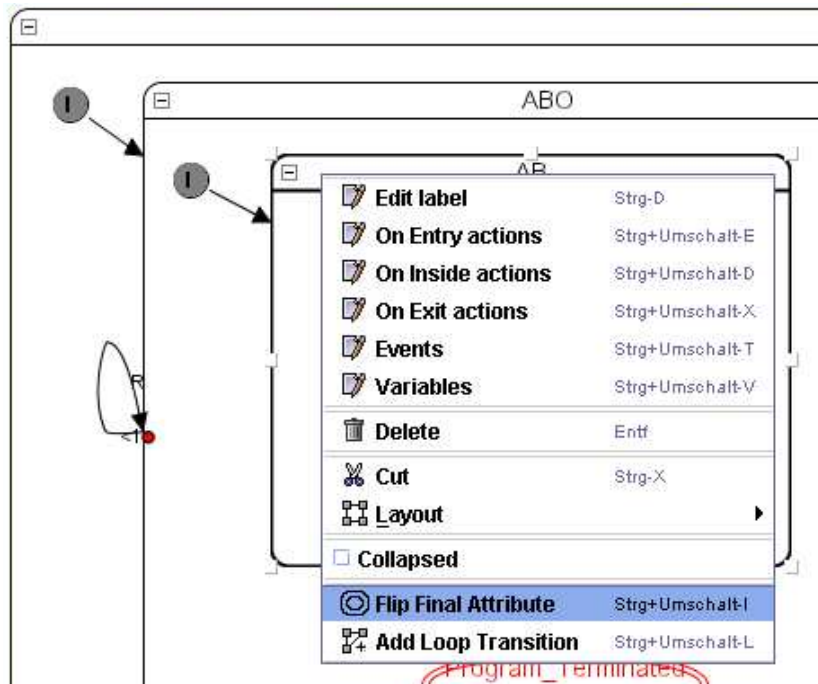 I
ABO
I
AB
Edit label Strg-D
On Entry actions Strg+Umschalt-E
On Inside actions Strg+Umschalt-D
On Exit actions Strg+Umschalt-X
Events Strg+Umschalt-T
Variables Strg+Umschalt-V
R
<1
Delete Entf
Cut Strg-X
Layout
Collapsed
Flip Final Attribute Strg+Umschalt-I
Add Loop Transition Strg+Umschalt-L
Program_Terminated